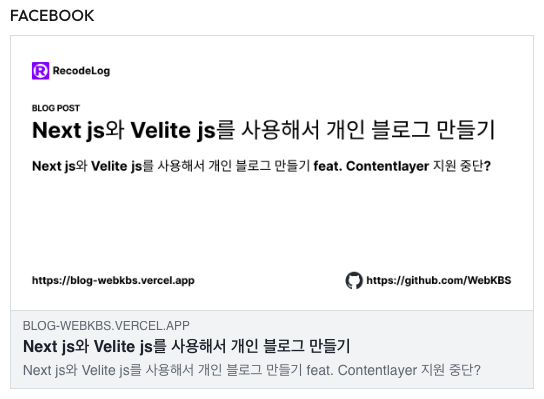 FACEBOOK
RecodeLog
BLOG POST
Next js와 Velite js를 사용해서 개인 블로그 만들기
Next js와 Velite js를 사용해서 개인 블로그 만들기 feat. Contentlayer 지원 중단?
https://blog-webkbs.vercel.app
https://github.com/WebKBS
BLOG-WEBKBS.VERCEL.APP
Next js와 Velite js를 사용해서 개인 블로그 만들기
Next js와 Velite js를 사용해서 개인 블로그 만들기 feat. Contentlayer 지원 중단?